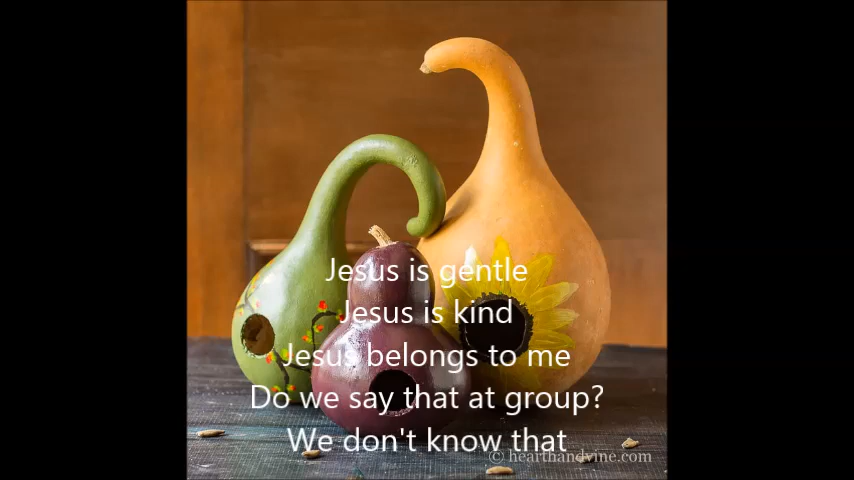 Jesus is gentle
Jesus is kind
Jesus belongs to me
Do we say that at group?
We don't know that
© hearthandvine.com